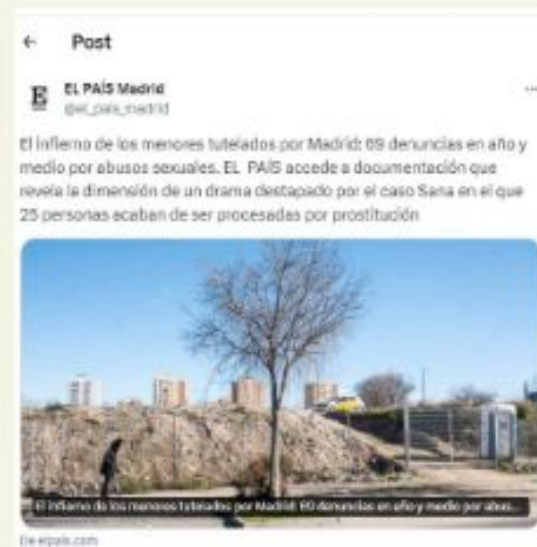 ← Post
EL PAÍS Madrid
@el_pais_madrid
El infierno de los menores tutelados por Madrid: 69 denuncias en año y
medio por abusos sexuales. EL PAÍS accede a documentación que
revela la dimensión de un drama destapado por el caso Sana en el que
25 personas acaban de ser procesadas por prostitución
El infierno de los menores tutelados por Madrid: 69 denuncias en año y medio por abus...
De elpais.com